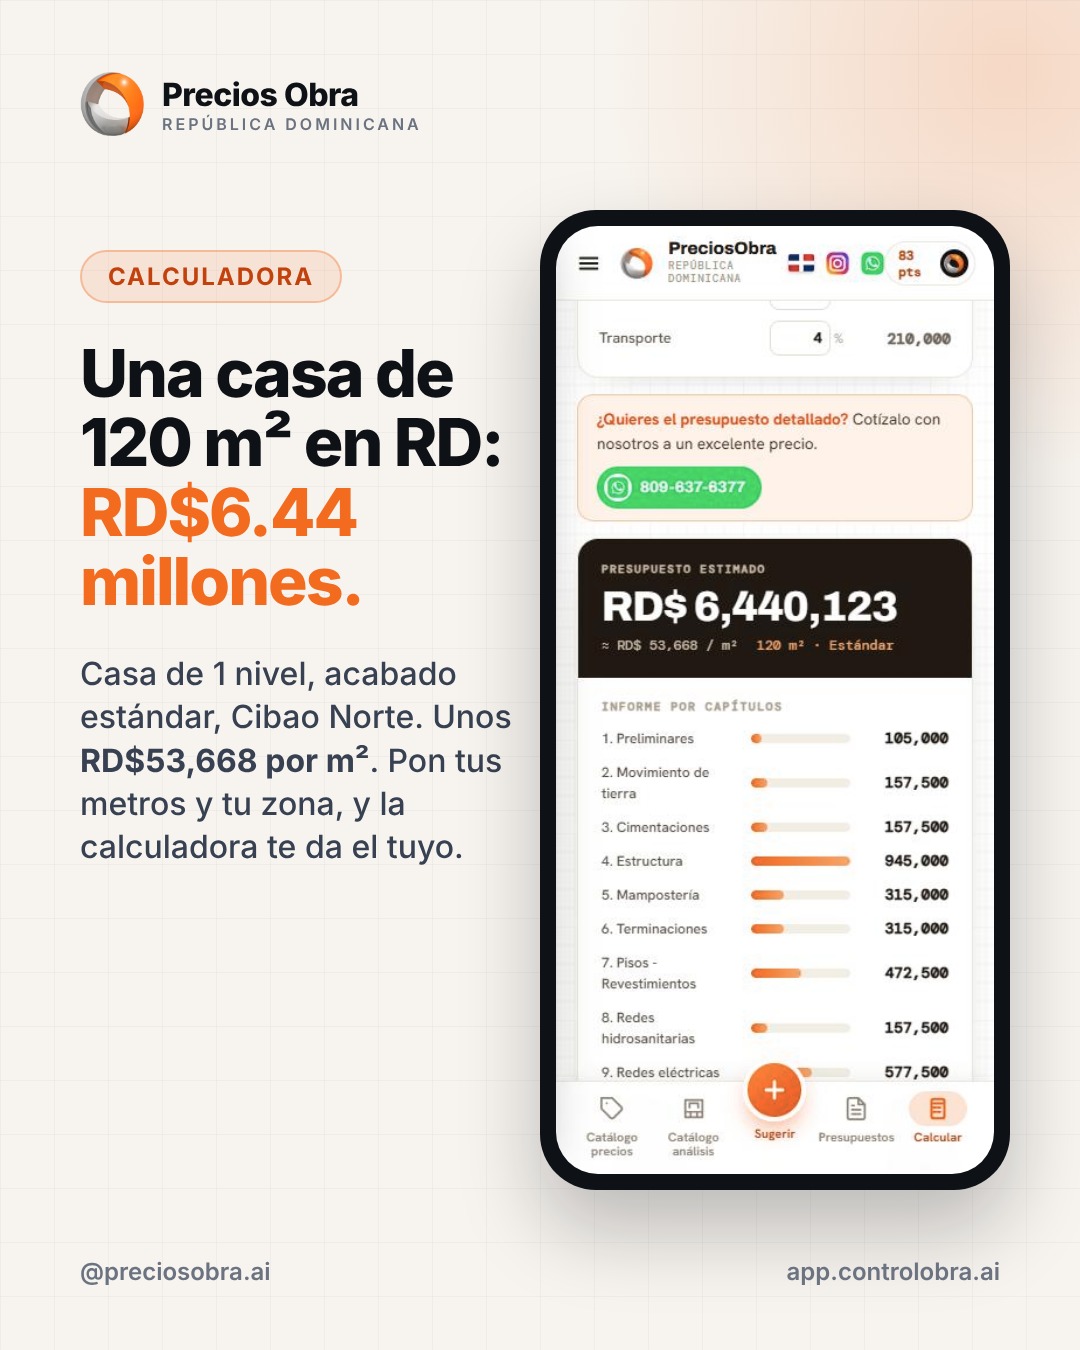 Precios Obra
REPÚBLICA DOMINICANA
CALCULADORA
Una casa de
120 m² en RD:
RD$6.44
millones.
Casa de 1 nivel, acabado
estándar, Cibao Norte. Unos
RD$53,668 por m². Pon tus
metros y tu zona, y la
calculadora te da el tuyo.
PreciosObra
REPÚBLICA
DOMINICANA
83
pts
Transporte 4 % 210,000
¿Quieres el presupuesto detallado? Cotízalo con
nosotros a un excelente precio.
809-637-6377
PRESUPUESTO ESTIMADO
RD$ 6,440,123
≈ RD$ 53,668 / m² 120 m² · Estándar
INFORME POR CAPÍTULOS
1. Preliminares 105,000
2. Movimiento de
tierra 157,500
3. Cimentaciones 157,500
4. Estructura 945,000
5. Mampostería 315,000
6. Terminaciones 315,000
7. Pisos -
Revestimientos 472,500
8. Redes
hidrosanitarias 157,500
9. Redes eléctricas 577,500
Catálogo
precios
Catálogo
análisis
Sugerir
Presupuestos
Calcular
@preciosobra.ai
app.controlobra.ai